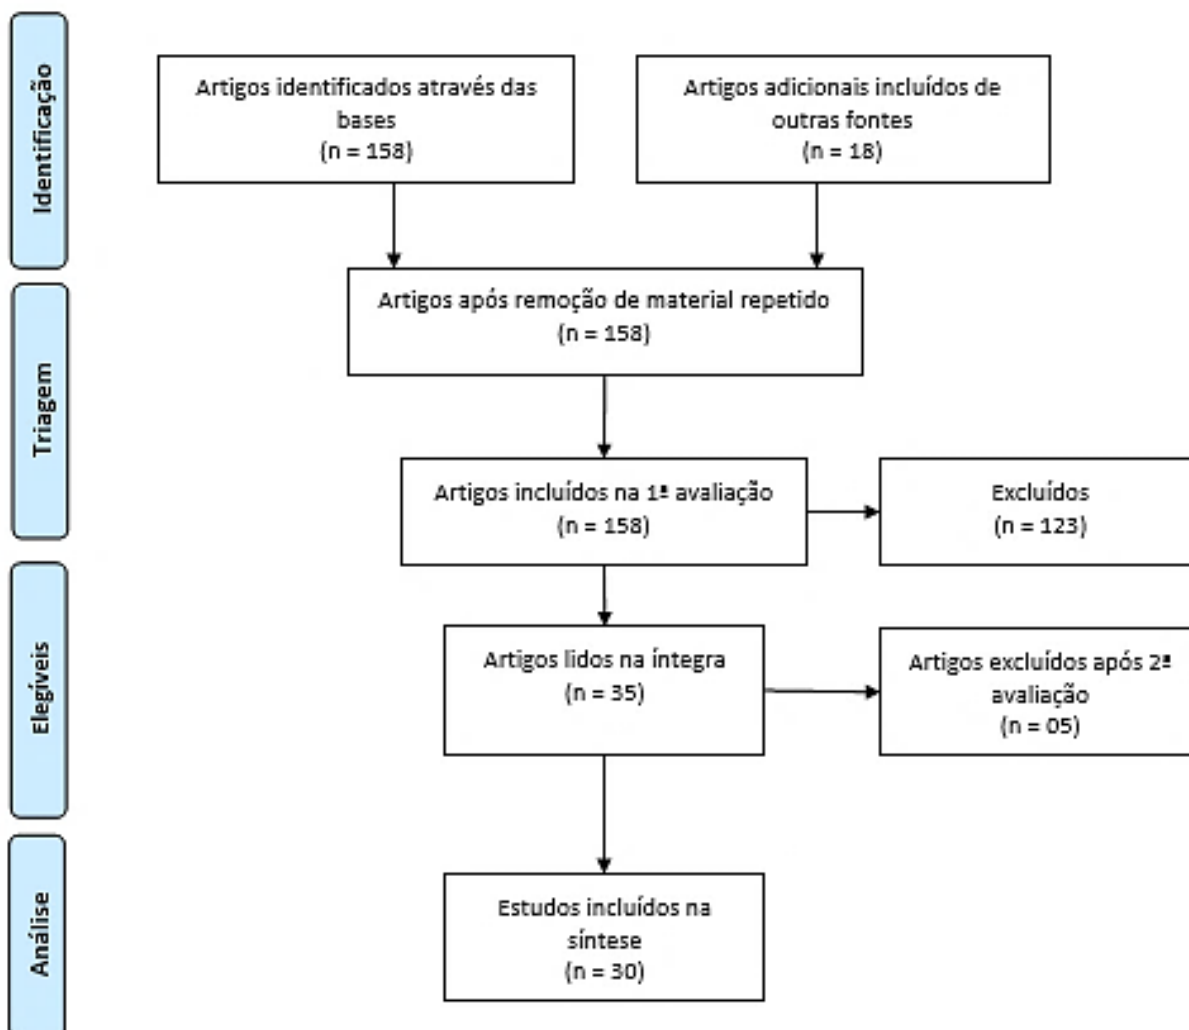 Identificação
Artigos identificados através das
bases
(n = 158)
Artigos adicionais incluídos de
outras fontes
(n = 18)
Triagem
Artigos após remoção de material repetido
(n = 158)
Artigos incluídos na 1ª avaliação
(n = 158)
Excluídos
(n = 123)
Elegíveis
Artigos lidos na íntegra
(n = 35)
Artigos excluídos após 2ª
avaliação
(n = 05)
Análise
Estudos incluídos na
síntese
(n = 30)